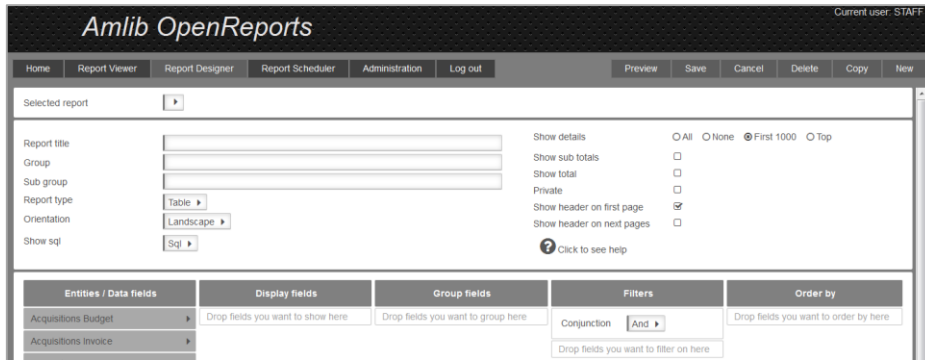 Current user: STAFF
Amlib OpenReports
Home Report Viewer Report Designer Report Scheduler Administration Log out Preview Save Cancel Delete Copy New
Selected report
Report title
Show details All None First 1000 Top
Group
Show sub totals
Sub group
Show total
Report type Table
Private
Orientation Landscape
Show header on first page
Show sql Sql
Show header on next pages
? Click to see help
Entities / Data fields Display fields Group fields Filters Order by
Acquisitions Budget Drop fields you want to show here Drop fields you want to group here Conjunction And Drop fields you want to order by here
Acquisitions Invoice
Drop fields you want to filter on here